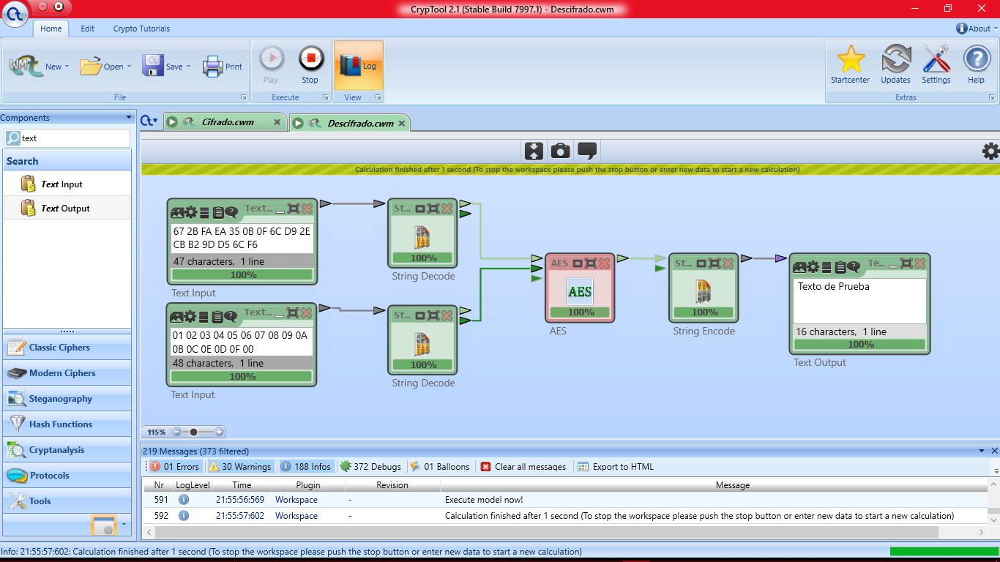 CrypTool 2.1 (Stable Build 7997.1) - Descifrado.cwm
Home Edit Crypto Tutorials About
New Open Save Print Play Stop Log Startcenter Updates Settings Help
File Execute View Extras
Components
text
Search
Text Input
Text Output
Classic Ciphers
Modern Ciphers
Steganography
Hash Functions
Cryptanalysis
Protocols
Tools
Cifrado.cwm Descifrado.cwm
Calculation finished after 1 second (To stop the workspace please push the stop button or enter new data to start a new calculation)
Text...
67 2B FA EA 35 0B 0F 6C D9 2E
CB B2 9D D5 6C F6
47 characters, 1 line
100%
Text Input
St...
100%
String Decode
Text...
01 02 03 04 05 06 07 08 09 0A
0B 0C 0E 0D 0F 00
48 characters, 1 line
100%
Text Input
St...
100%
String Decode
AES
AES
100%
AES
St...
100%
String Encode
Te...
Texto de Prueba
16 characters, 1 line
100%
Text Output
115%
219 Messages (373 filtered)
01 Errors 30 Warnings 188 Infos 372 Debugs 01 Balloons Clear all messages Export to HTML
Nr LogLevel Time Plugin Revision Message
591 21:55:56:569 Workspace - Execute model now!
592 21:55:57:602 Workspace - Calculation finished after 1 second (To stop the workspace please push the stop button or enter new data to start a new calculation)
Info: 21:55:57:602: Calculation finished after 1 second (To stop the workspace please push the stop button or enter new data to start a new calculation)